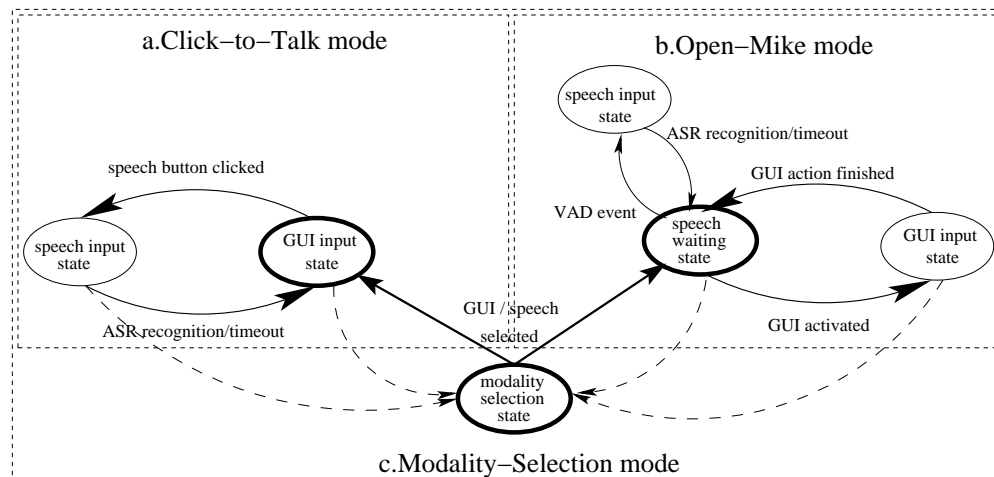 a.Click−to−Talk mode
b.Open−Mike mode
speech input
state
ASR recognition/timeout
speech button clicked
GUI action finished
VAD event
speech input
state
GUI input
state
speech
waiting
state
GUI input
state
ASR recognition/timeout
GUI / speech
selected
GUI activated
modality
selection
state
c.Modality−Selection mode